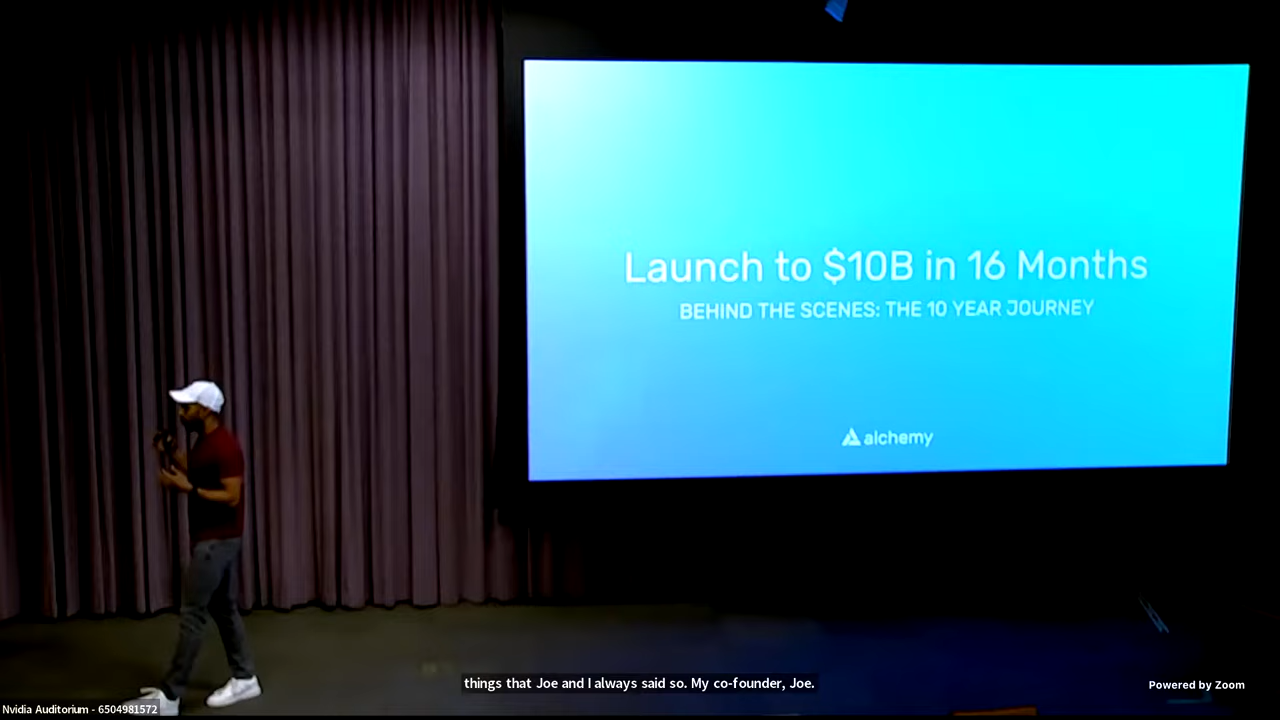 Launch to $10B in 16 Months
BEHIND THE SCENES: THE 10 YEAR JOURNEY
alchemy
things that Joe and I always said so. My co-founder, Joe.
Powered by Zoom
Nvidia Auditorium - 6504981572